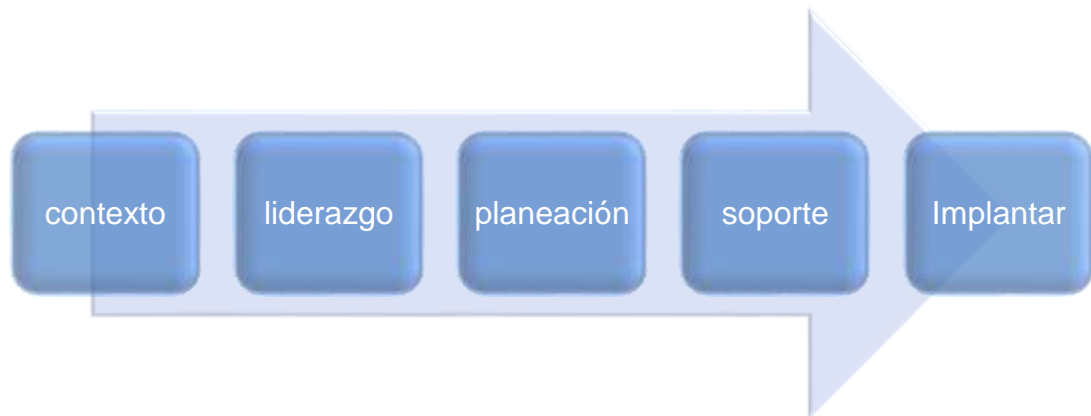 contexto
liderazgo
planeación
soporte
Implantar